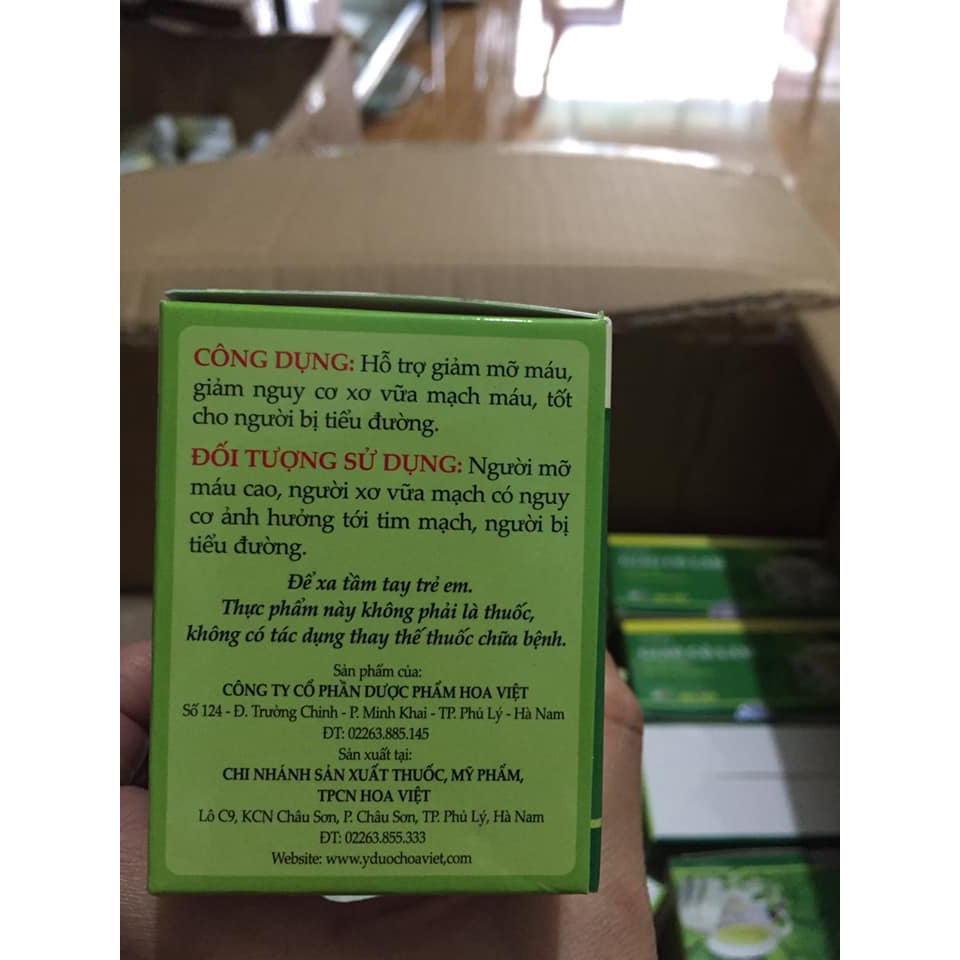 CÔNG DỤNG: Hỗ trợ giảm mỡ máu,
giảm nguy cơ xơ vữa mạch máu, tốt
cho người bị tiểu đường.
ĐỐI TƯỢNG SỬ DỤNG: Người mỡ
máu cao, người xơ vữa mạch có nguy
cơ ảnh hưởng tới tim mạch, người bị
tiểu đường.
Để xa tầm tay trẻ em.
Thực phẩm này không phải là thuốc,
không có tác dụng thay thế thuốc chữa bệnh.
Sản phẩm của:
CÔNG TY CỔ PHẦN DƯỢC PHẨM HOA VIỆT
Số 124 - Đ. Trường Chinh - P. Minh Khai - TP. Phủ Lý - Hà Nam
ĐT: 02263.885.145
Sản xuất tại:
CHI NHÁNH SẢN XUẤT THUỐC, MỸ PHẨM,
TPCN HOA VIỆT
Lô C9, KCN Châu Sơn, P. Châu Sơn, TP. Phủ Lý, Hà Nam
ĐT: 02263.855.333
Website: www.yduochoaviet,com